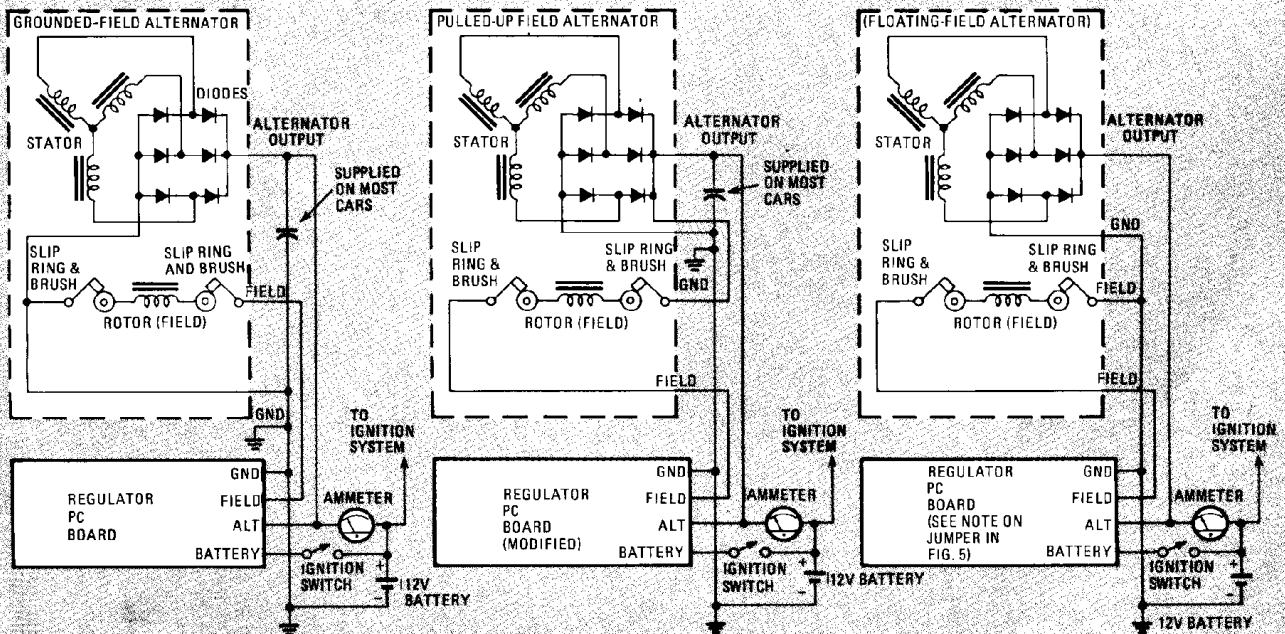 GROUNDED-FIELD ALTERNATOR
DIODES
STATOR
ALTERNATOR
OUTPUT
SUPPLIED
ON MOST
CARS
SLIP
RING &
BRUSH
SLIP RING
AND BRUSH
FIELD
ROTOR (FIELD)
GND
TO
IGNITION
SYSTEM
REGULATOR
PC
BOARD
GND
FIELD
ALT
BATTERY
AMMETER
IGNITION
SWITCH
+
-
12V
BATTERY
PULLED-UP FIELD ALTERNATOR
STATOR
ALTERNATOR
OUTPUT
SUPPLIED
ON MOST
CARS
SLIP
RING &
BRUSH
SLIP RING
& BRUSH
GND
ROTOR (FIELD)
FIELD
TO
IGNITION
SYSTEM
REGULATOR
PC
BOARD
(MODIFIED)
GND
FIELD
ALT
BATTERY
AMMETER
IGNITION
SWITCH
+
-
12V BATTERY
(FLOATING-FIELD ALTERNATOR)
STATOR
ALTERNATOR
OUTPUT
GND
SLIP
RING &
BRUSH
SLIP RING
& BRUSH
FIELD
ROTOR (FIELD)
FIELD
TO
IGNITION
SYSTEM
REGULATOR
PC
BOARD
(SEE NOTE ON
JUMPER IN
FIG. 5)
GND
FIELD
ALT
BATTERY
AMMETER
IGNITION
SWITCH
+
-
12V BATTERY